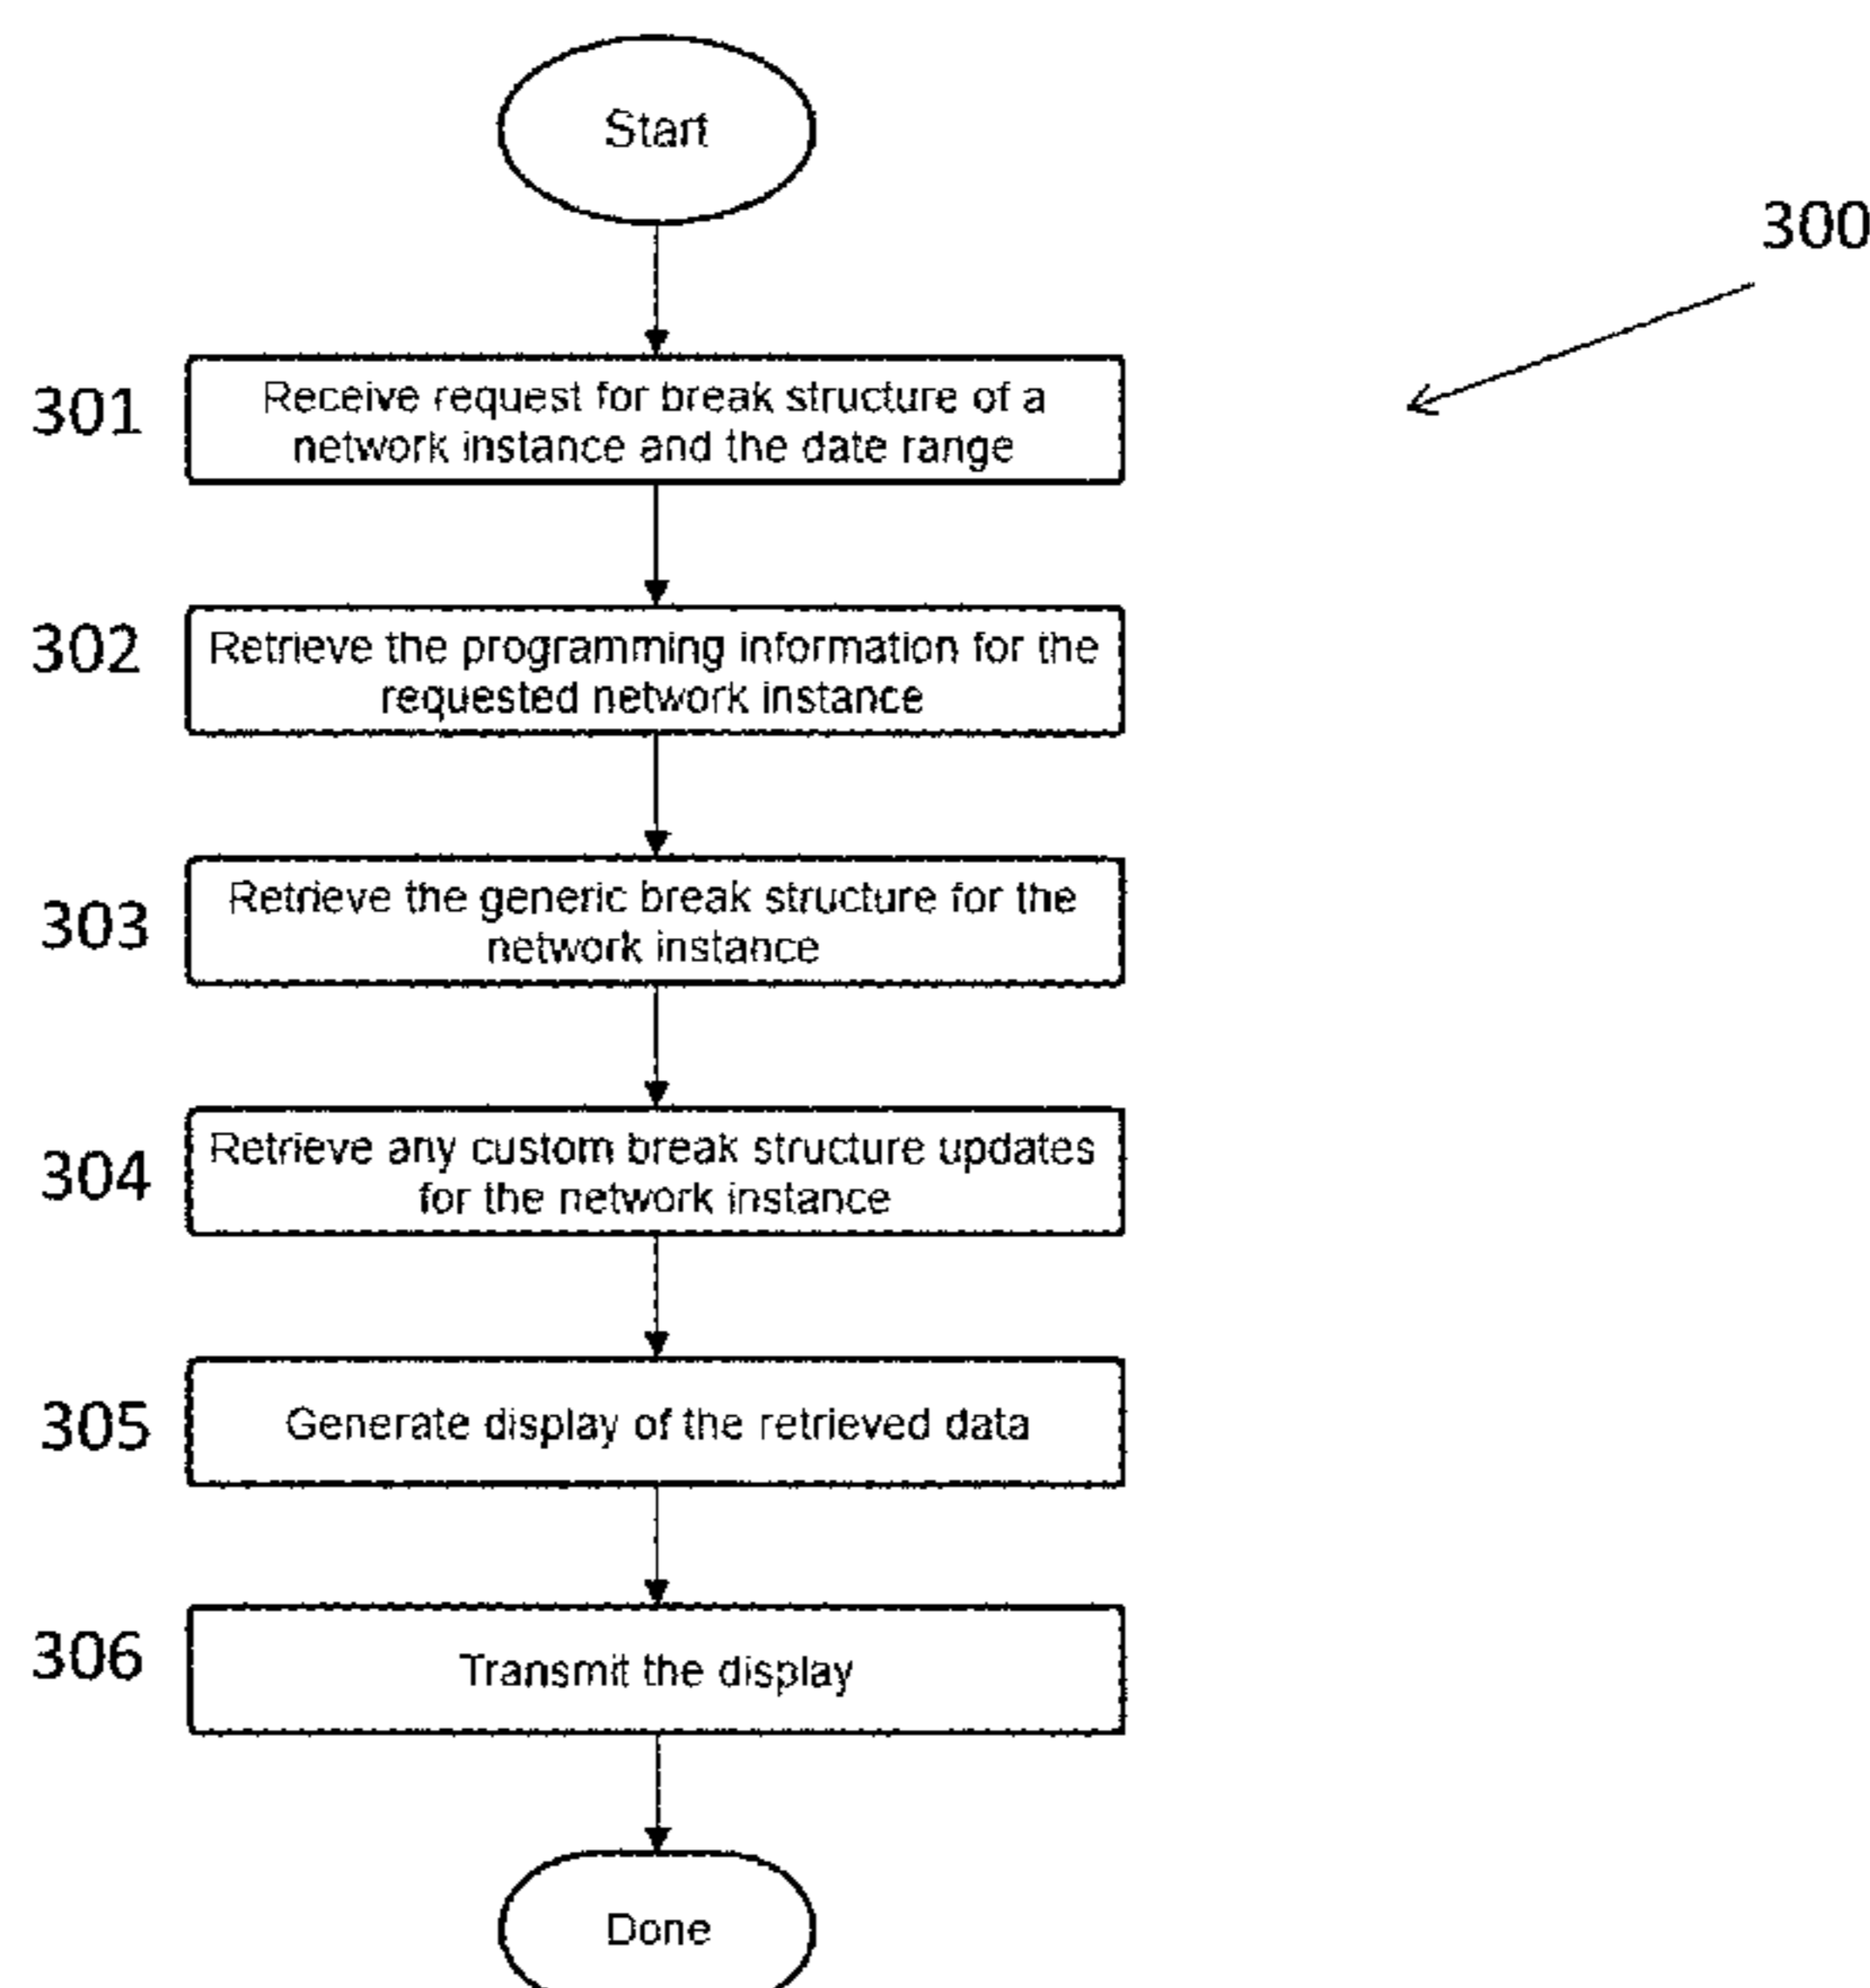 Start
300
301
Receive request for break structure of a
network instance and the date range
302
Retrieve the programming information for the
requested network instance
303
Retrieve the generic break structure for the
network instance
304
Retrieve any custom break structure updates
for the network instance
305
Generate display of the retrieved data
306
Transmit the display
Done